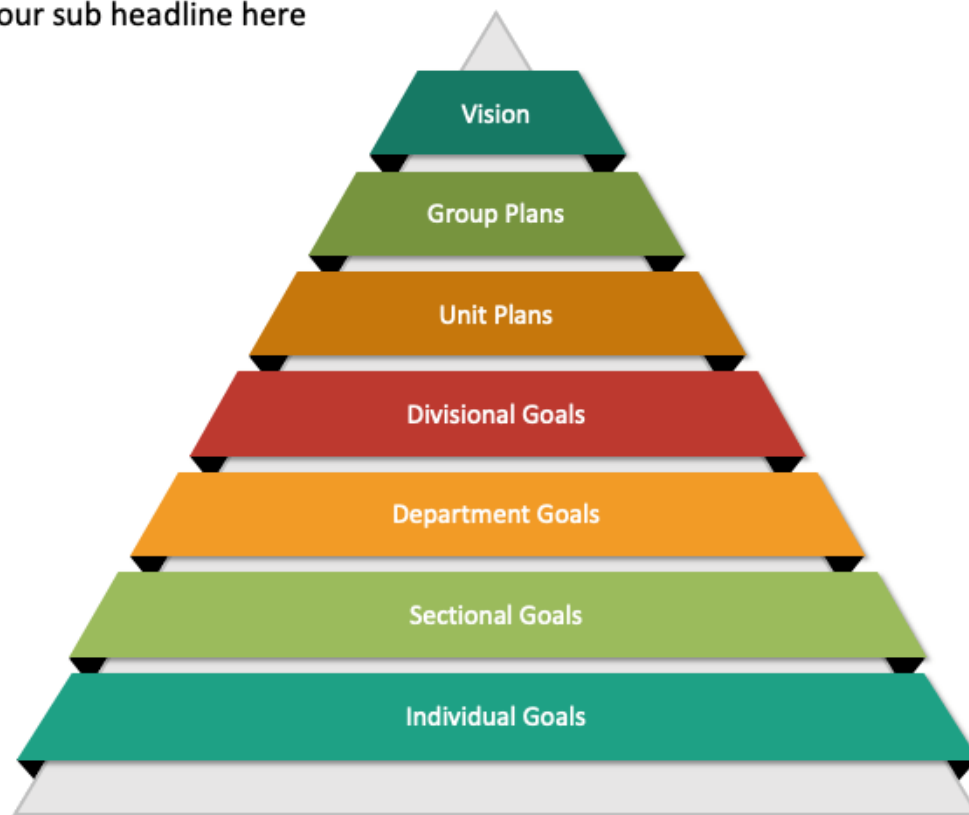 our sub headline here
Vision
Group Plans
Unit Plans
Divisional Goals
Department Goals
Sectional Goals
Individual Goals